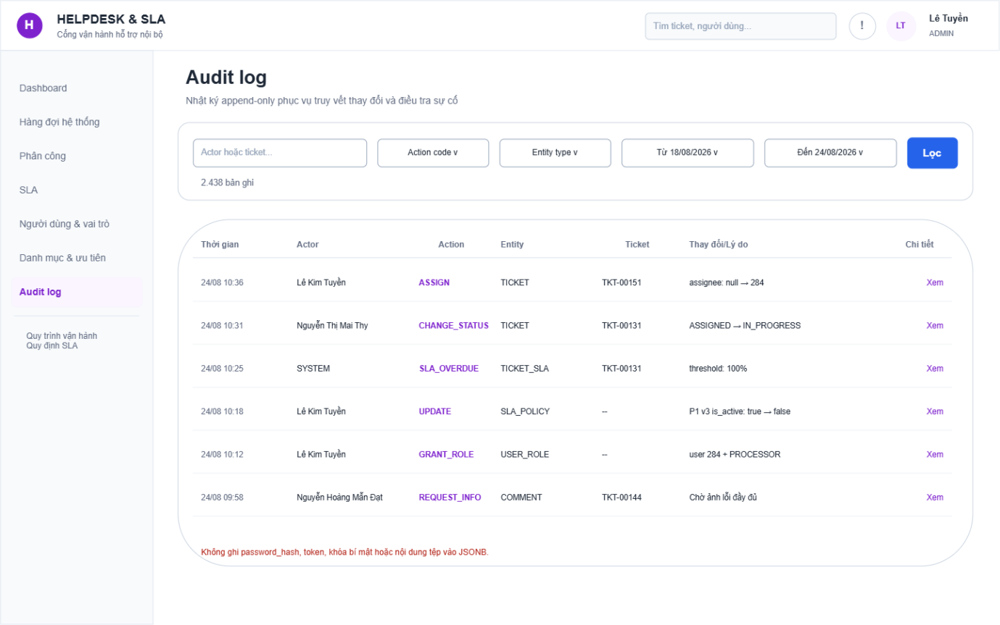 H
HELPDESK & SLA
Cổng vận hành hỗ trợ nội bộ
Tìm ticket, người dùng...
!
LT
Lê Tuyền
ADMIN
Dashboard
Hàng đợi hệ thống
Phân công
SLA
Người dùng & vai trò
Danh mục & ưu tiên
Audit log
Quy trình vận hành
Quy định SLA
Audit log
Nhật ký append-only phục vụ truy vết thay đổi và điều tra sự cố
Actor hoặc ticket... Action code v Entity type v Từ 18/08/2026 v Đến 24/08/2026 v Lọc
2.438 bản ghi
Thời gian Actor Action Entity Ticket Thay đổi/Lý do Chi tiết
24/08 10:36 Lê Kim Tuyền ASSIGN TICKET TKT-00151 assignee: null → 284 Xem
24/08 10:31 Nguyễn Thị Mai Thy CHANGE_STATUS TICKET TKT-00131 ASSIGNED → IN_PROGRESS Xem
24/08 10:25 SYSTEM SLA_OVERDUE TICKET_SLA TKT-00131 threshold: 100% Xem
24/08 10:18 Lê Kim Tuyền UPDATE SLA_POLICY -- P1 v3 is_active: true → false Xem
24/08 10:12 Lê Kim Tuyền GRANT_ROLE USER_ROLE -- user 284 + PROCESSOR Xem
24/08 09:58 Nguyễn Hoàng Mẫn Đạt REQUEST_INFO COMMENT TKT-00144 Chờ ảnh lỗi đầy đủ Xem
Không ghi password_hash, token, khóa bí mật hoặc nội dung tệp vào JSONB.